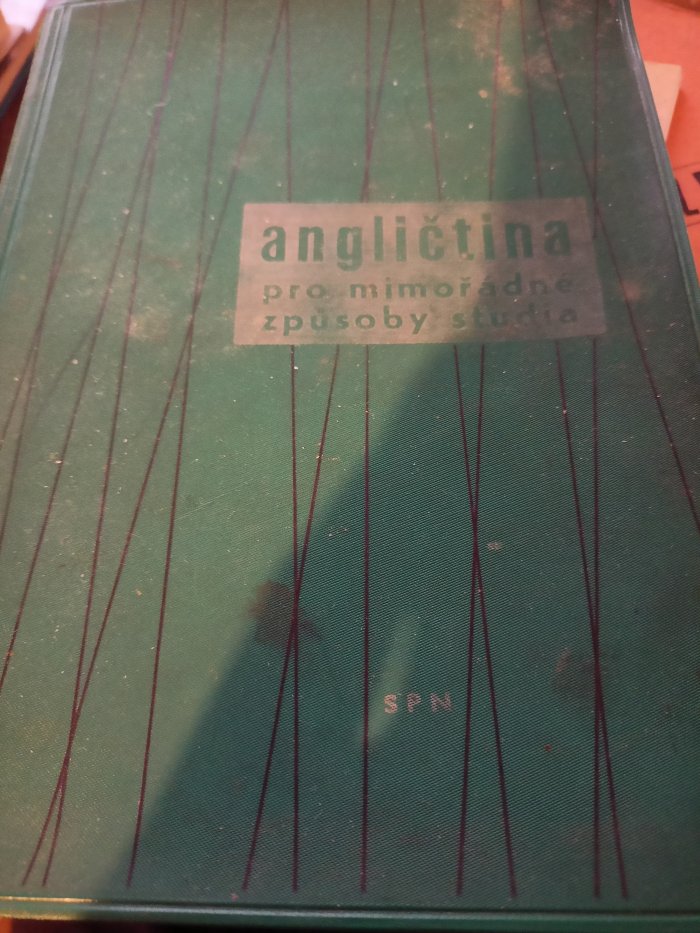 angličtina
pro mimořádné
způsoby studia
SPN